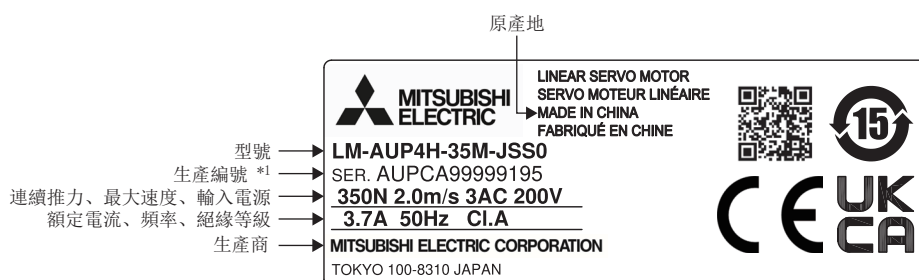 原產地
MITSUBISHI
ELECTRIC
LINEAR SERVO MOTOR
SERVO MOTEUR LINÉAIRE
MADE IN CHINA
FABRIQUÉ EN CHINE
15
型號
LM-AUP4H-35M-JSS0
生產編號 *1
SER. AUPCA99999195
連續推力、最大速度、輸入電源
350N 2.0m/s 3AC 200V
額定電流、頻率、絕緣等級
3.7A 50Hz Cl.A
生產商
MITSUBISHI ELECTRIC CORPORATION
TOKYO 100-8310 JAPAN
CE
UK
CA